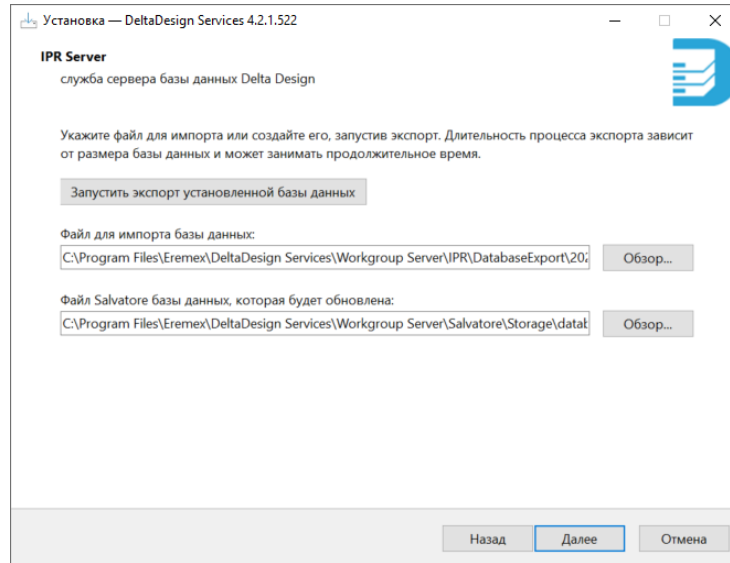 Установка — DeltaDesign Services 4.2.1.522
IPR Server
служба сервера базы данных Delta Design
Укажите файл для импорта или создайте его, запустив экспорт. Длительность процесса экспорта зависит
от размера базы данных и может занимать продолжительное время.
Запустить экспорт установленной базы данных
Файл для импорта базы данных:
C:\Program Files\Eremex\DeltaDesign Services\Workgroup Server\IPR\DatabaseExport\202
Обзор...
Файл Salvatore базы данных, которая будет обновлена:
C:\Program Files\Eremex\DeltaDesign Services\Workgroup Server\Salvatore\Storage\datab
Обзор...
Назад
Далее
Отмена